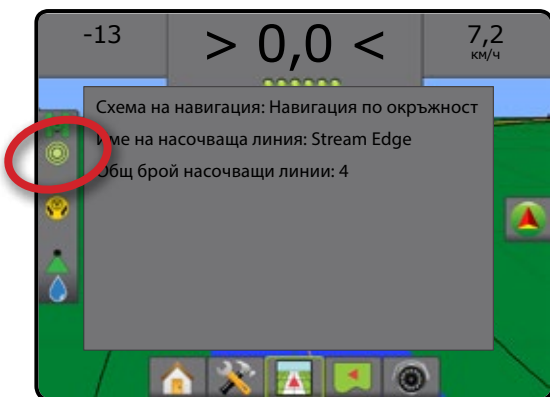 -13
> 0,0 <
7,2
км/ч
Схема на навигация: Навигация по окръжност
Име на насочваща линия: Stream Edge
Общ брой насочващи линии: 4